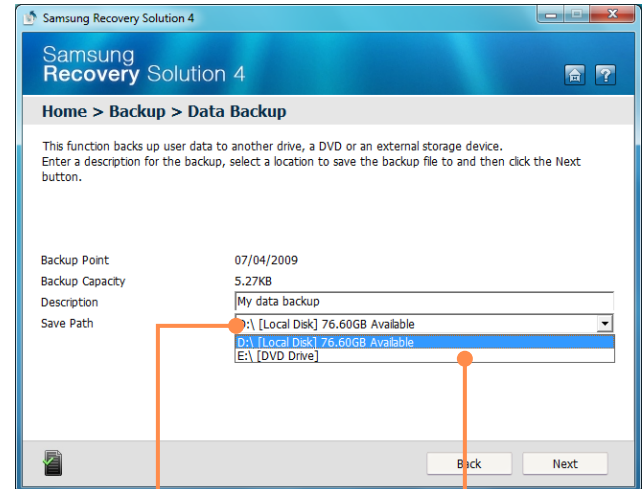 Samsung Recovery Solution 4
Samsung
Recovery Solution 4
Home > Backup > Data Backup
This function backs up user data to another drive, a DVD or an external storage device.
Enter a description for the backup, select a location to save the backup file to and then click the Next
button.
Backup Point 07/04/2009
Backup Capacity 5.27KB
Description My data backup
Save Path D:\ [Local Disk] 76.60GB Available
D:\ [Local Disk] 76.60GB Available
E:\ [DVD Drive]
Back Next